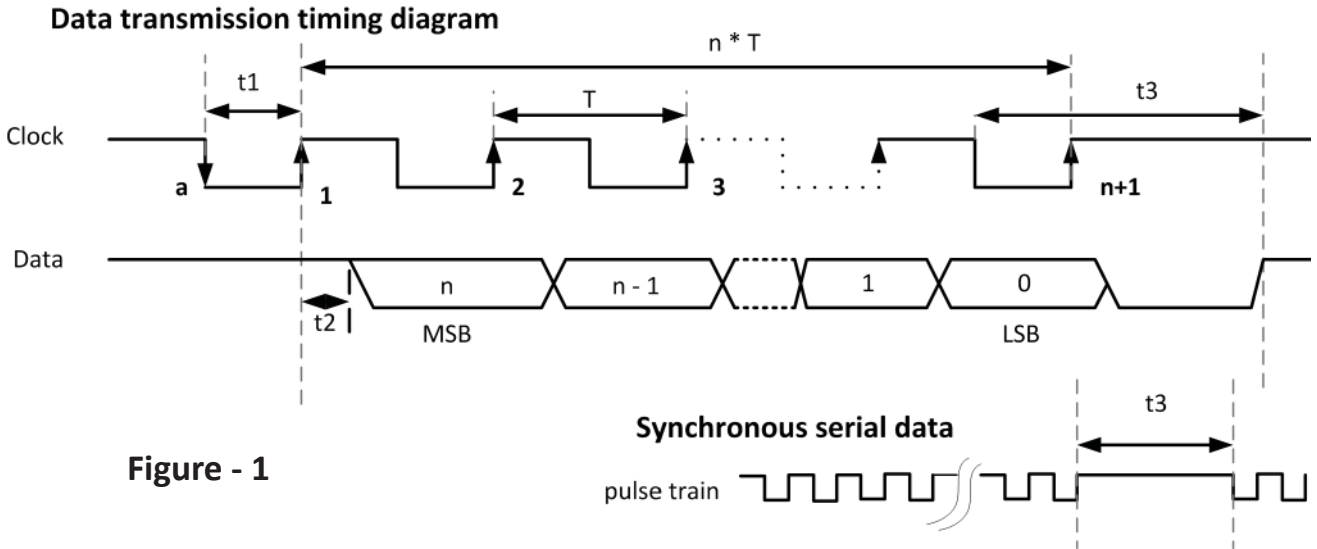 Data transmission timing diagram
n * T
t1
T
t3
Clock
a
1
2
3
n+1
Data
n
n - 1
1
0
t2
MSB
LSB
t3
Synchronous serial data
Figure - 1
pulse train